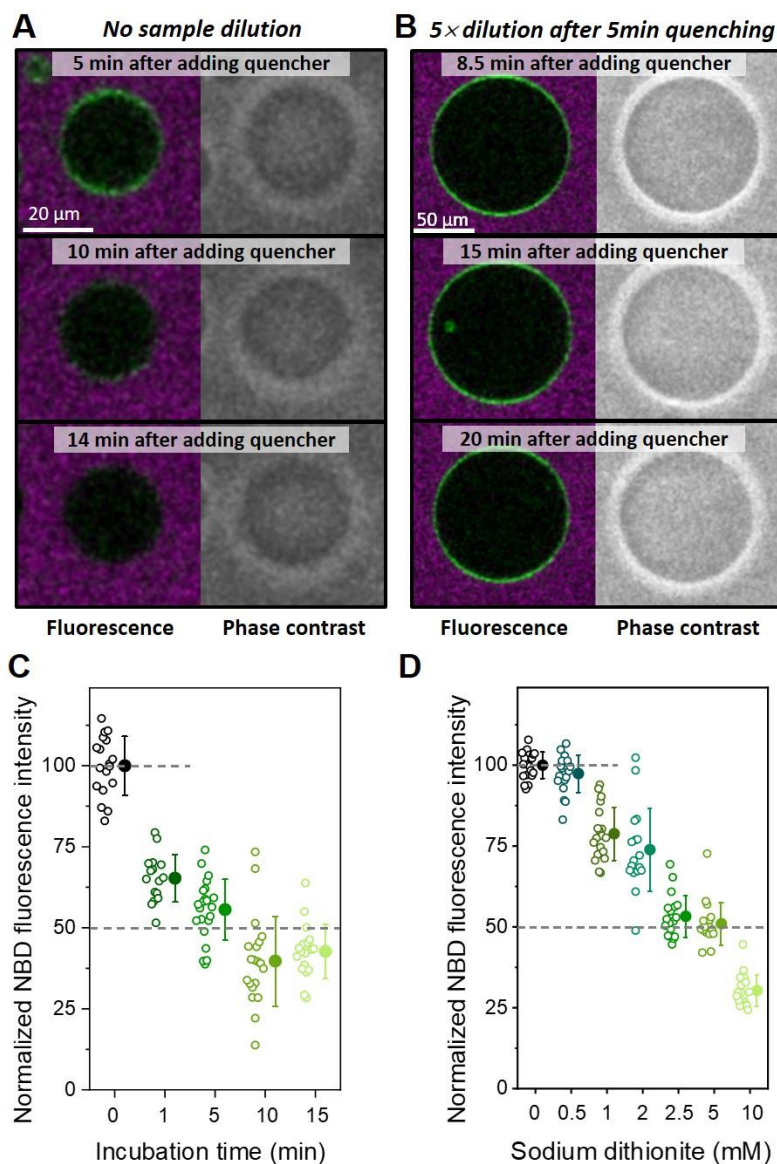 A
No sample dilution
5 min after adding quencher
20 µm
10 min after adding quencher
14 min after adding quencher
Fluorescence
Phase contrast
B
5× dilution after 5min quenching
8.5 min after adding quencher
50 µm
15 min after adding quencher
20 min after adding quencher
Fluorescence
Phase contrast
C
Normalized NBD fluorescence intensity
100
75
50
25
0
0 1 5 10 15
Incubation time (min)
D
Normalized NBD fluorescence intensity
100
75
50
25
0
0 0.5 1 2 2.5 5 10
Sodium dithionite (mM)